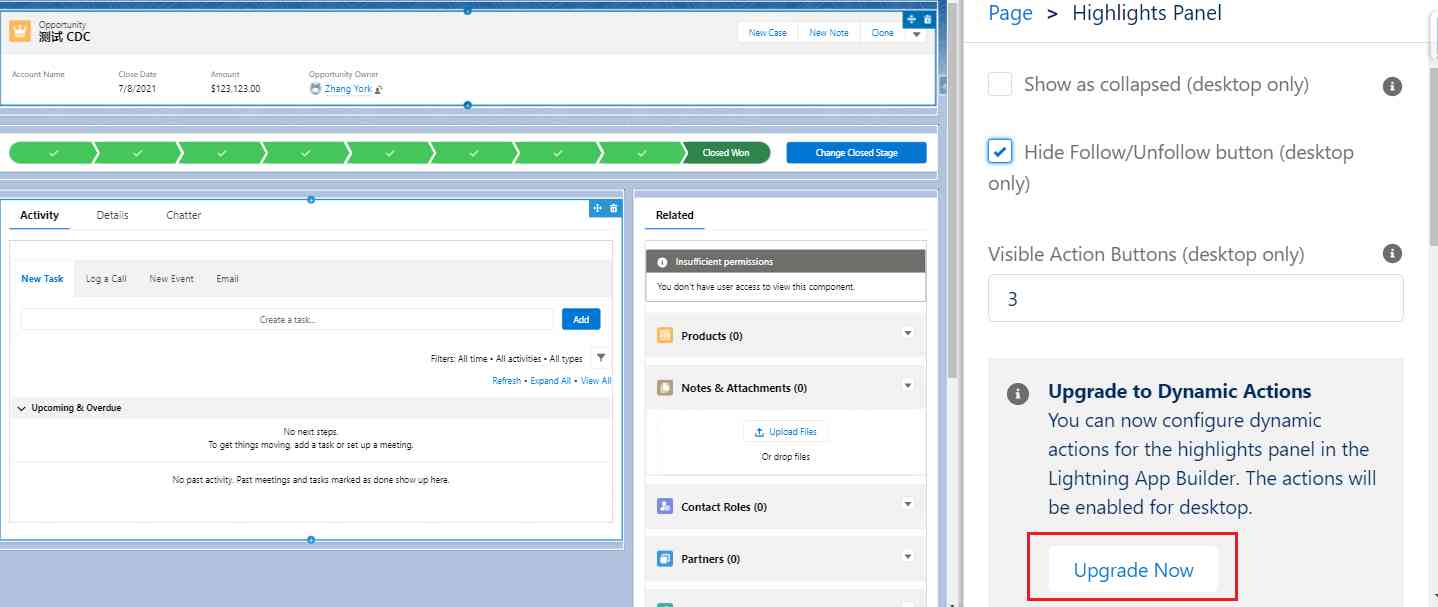 Opportunity
测试 CDC
New Case
New Note
Clone
Account Name
Close Date
Amount
Opportunity Owner
7/8/2021
$123,123.00
Zhang York
Closed Won
Change Closed Stage
Activity
Details
Chatter
New Task
Log a Call
New Event
Email
Create a task...
Add
Filters: All time • All activities • All types
Refresh • Expand All • View All
Upcoming & Overdue
No next steps.
To get things moving, add a task or set up a meeting.
No past activity. Past meetings and tasks marked as done show up here.
Related
Insufficient permissions
You don't have user access to view this component.
Products (0)
Notes & Attachments (0)
Upload Files
Or drop files
Contact Roles (0)
Partners (0)
Page > Highlights Panel
Show as collapsed (desktop only)
Hide Follow/Unfollow button (desktop
only)
Visible Action Buttons (desktop only)
3
Upgrade to Dynamic Actions
You can now configure dynamic
actions for the highlights panel in the
Lightning App Builder. The actions will
be enabled for desktop.
Upgrade Now